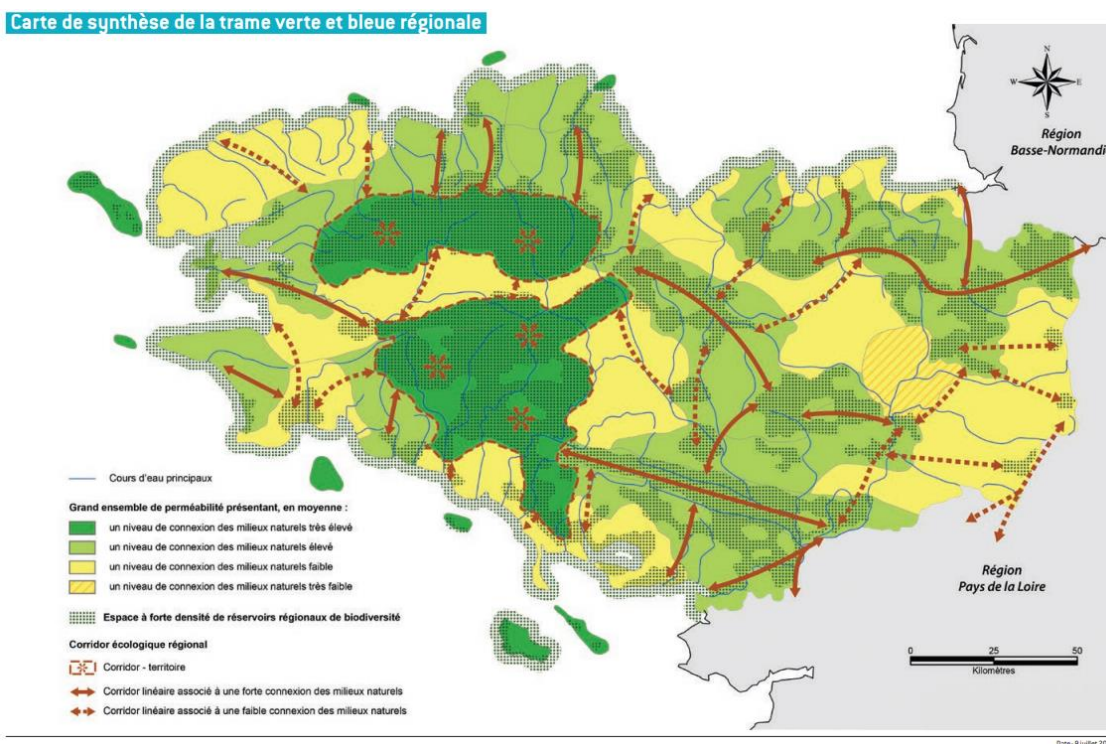 Carte de synthèse de la trame verte et bleue régionale
N
W
E
S
Région
Basse-Normandi
Cours d'eau principaux
Grand ensemble de perméabilité présentant, en moyenne :
un niveau de connexion des milieux naturels très élevé
un niveau de connexion des milieux naturels élevé
un niveau de connexion des milieux naturels faible
un niveau de connexion des milieux naturels très faible
Espace à forte densité de réservoirs régionaux de biodiversité
Corridor écologique régional
Corridor - territoire
Corridor linéaire associé à une forte connexion des milieux naturels
Corridor linéaire associé à une faible connexion des milieux naturels
Région
Pays de la Loire
0 25 50
Kilomètres